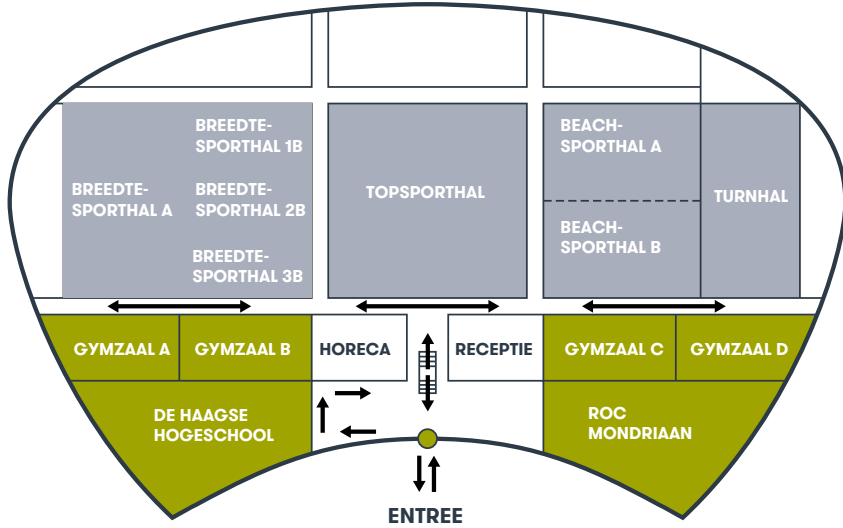 BREEDTE-
SPORTHAL A
BREEDTE-
SPORTHAL 1B
BREEDTE-
SPORTHAL 2B
BREEDTE-
SPORTHAL 3B
TOPSPORTHAL
BEACH-
SPORTHAL A
BEACH-
SPORTHAL B
TURNHAL
GYMZAAL A
GYMZAAL B
HORECA
RECEPTIE
GYMZAAL C
GYMZAAL D
DE HAAGSE
HOGESCHOOL
ROC
MONDRIAAN
ENTREE